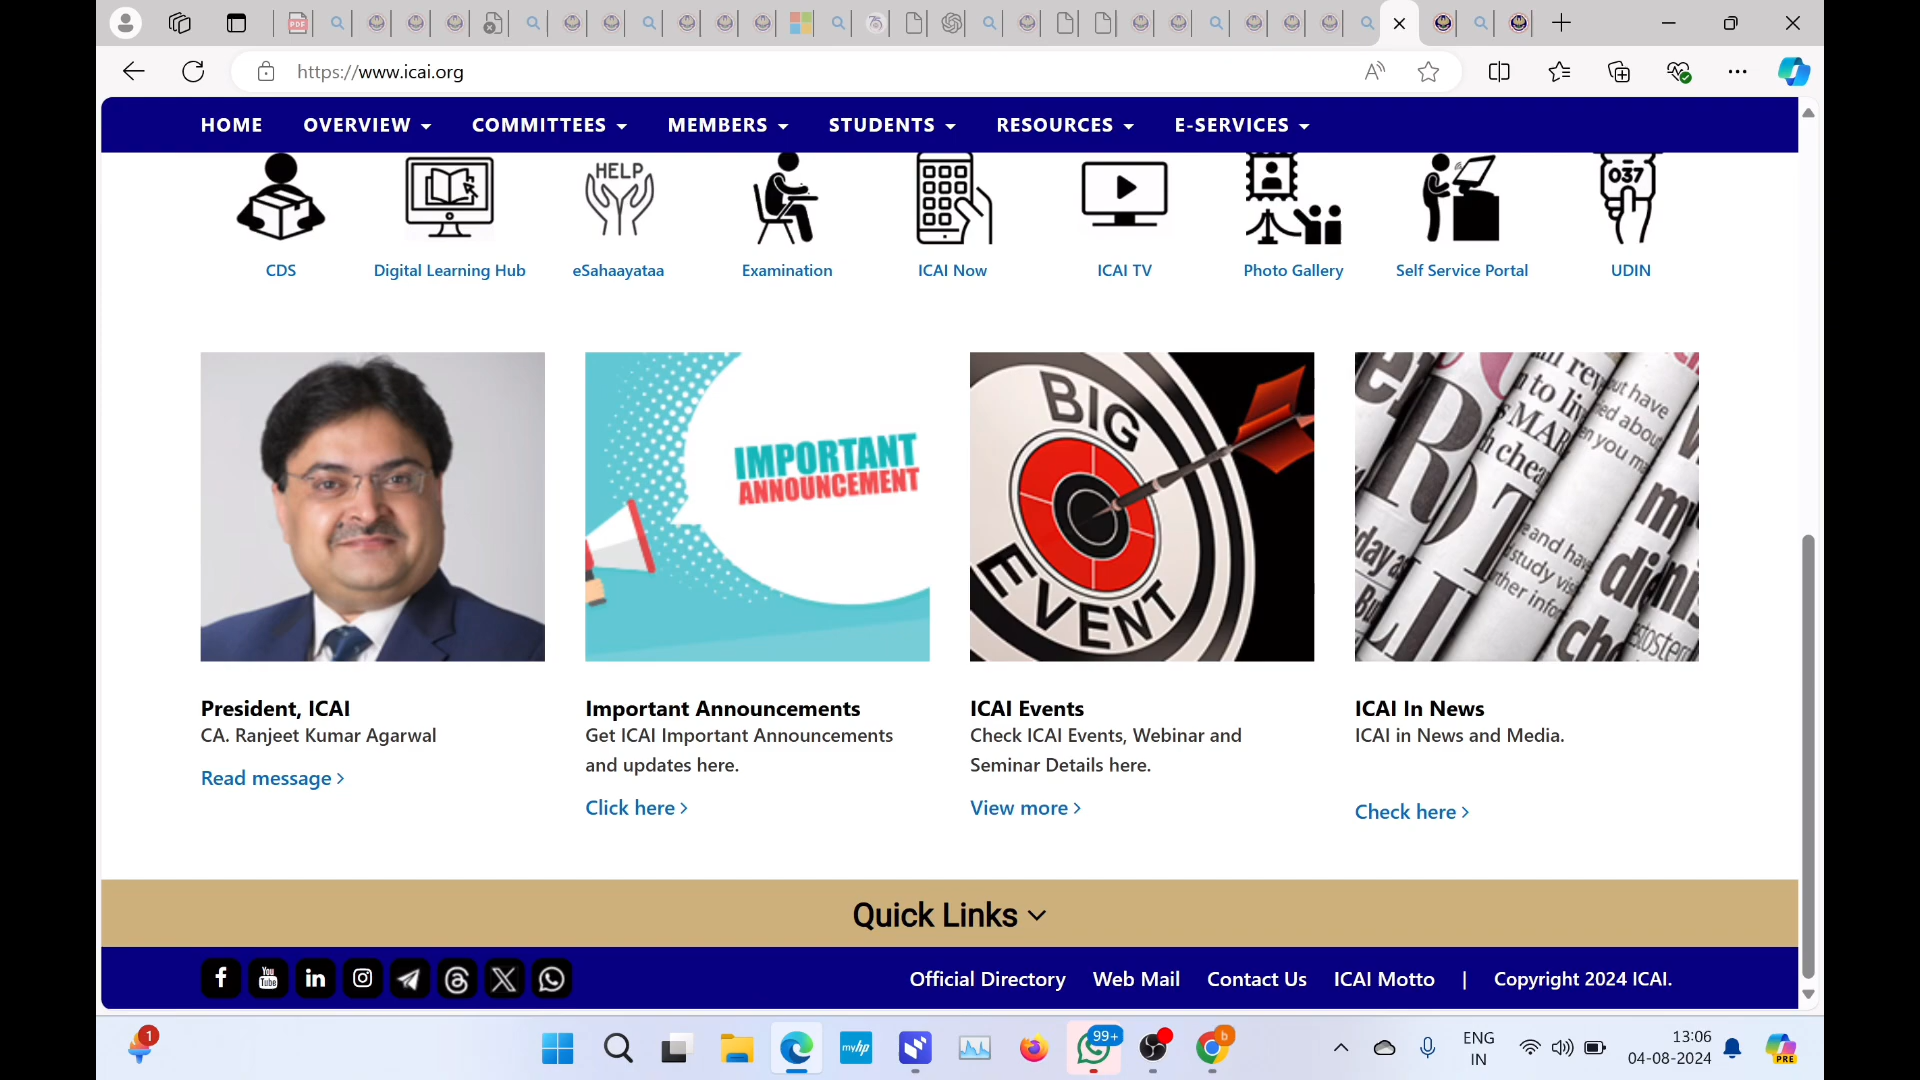 https://www.icai.org
HOME OVERVIEW COMMITTEES MEMBERS STUDENTS RESOURCES E-SERVICES
HELP
037
CDS Digital Learning Hub eSahaayataa Examination ICAI Now ICAI TV Photo Gallery Self Service Portal UDIN
IMPORTANT
ANNOUNCEMENT
BIG
EVENT
President, ICAI
CA. Ranjeet Kumar Agarwal
Read message >
Important Announcements
Get ICAI Important Announcements
and updates here.
Click here >
ICAI Events
Check ICAI Events, Webinar and
Seminar Details here.
View more >
ICAI In News
ICAI in News and Media.
Check here >
Quick Links
Official Directory Web Mail Contact Us ICAI Motto | Copyright 2024 ICAI.
You
Tube
1
myhp
99+
b
ENG
IN
13:06
04-08-2024
PRE